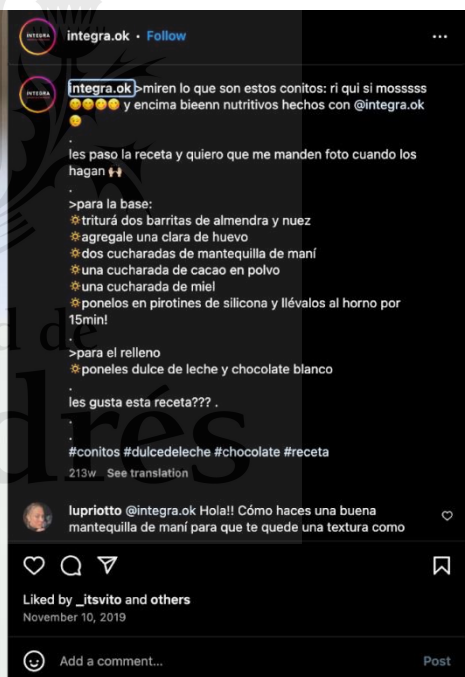 INTEGRA
integra.ok • Follow
INTEGRA
integra.ok >miren lo que son estos conitos: ri qui si mosssss
😋😋😋😋 y encima bieenn nutritivos hechos con @integra.ok
😉
.
les paso la receta y quiero que me manden foto cuando los
hagan 🙌🏻
.
>para la base:
🔅triturá dos barritas de almendra y nuez
🔅agregale una clara de huevo
🔅dos cucharadas de mantequilla de maní
🔅una cucharada de cacao en polvo
🔅una cucharada de miel
🔅ponelos en pirotines de silicona y llévalos al horno por
15min!
.
>para el relleno
🔅poneles dulce de leche y chocolate blanco
.
les gusta esta receta??? .
.
.
#conitos #dulcedeleche #chocolate #receta
213w See translation
lupriotto @integra.ok Hola!! Cómo haces una buena
mantequilla de maní para que te quede una textura como
Liked by _itsvito and others
November 10, 2019
Add a comment... Post
d de
drés